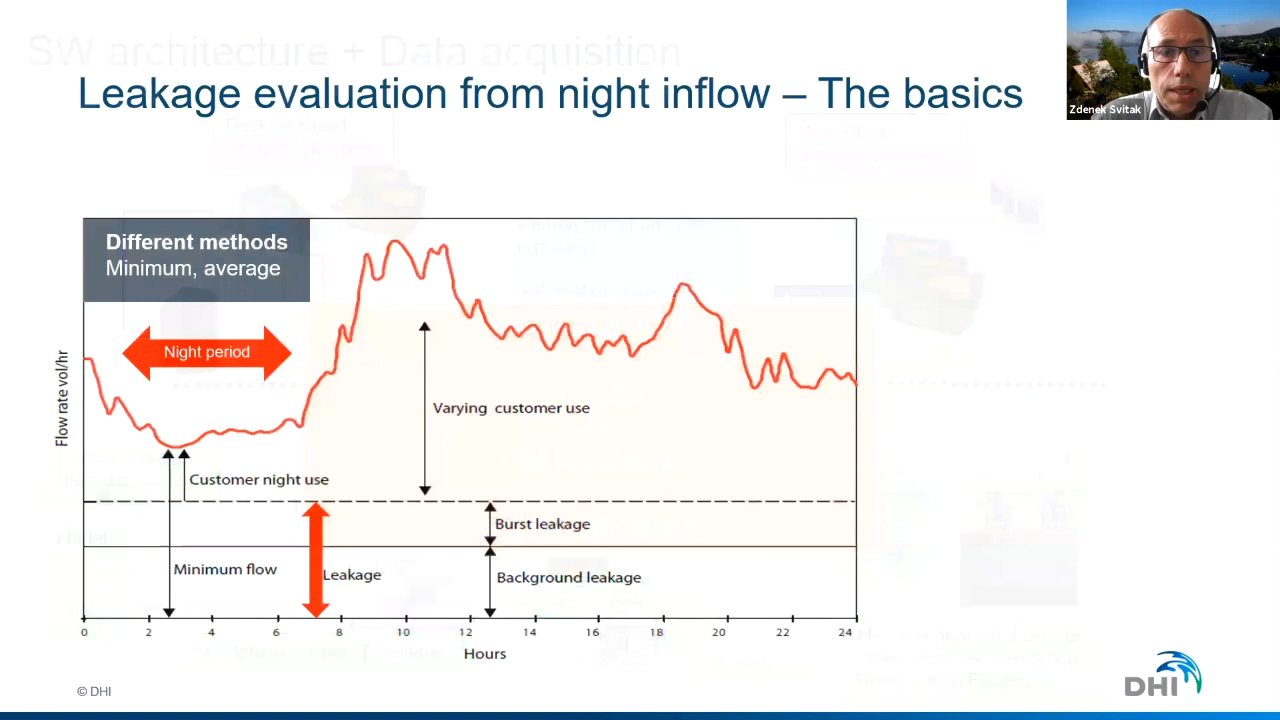 SW architecture + Data acquisition
Leakage evaluation from night inflow – The basics
Zdenek Svitak
Different methods
Minimum, average
Night period
Flow rate vol/hr
Varying customer use
Customer night use
Burst leakage
Minimum flow
Leakage
Background leakage
0 2 4 6 8 10 12 14 16 18 20 22 24
Hours
© DHI
DHI